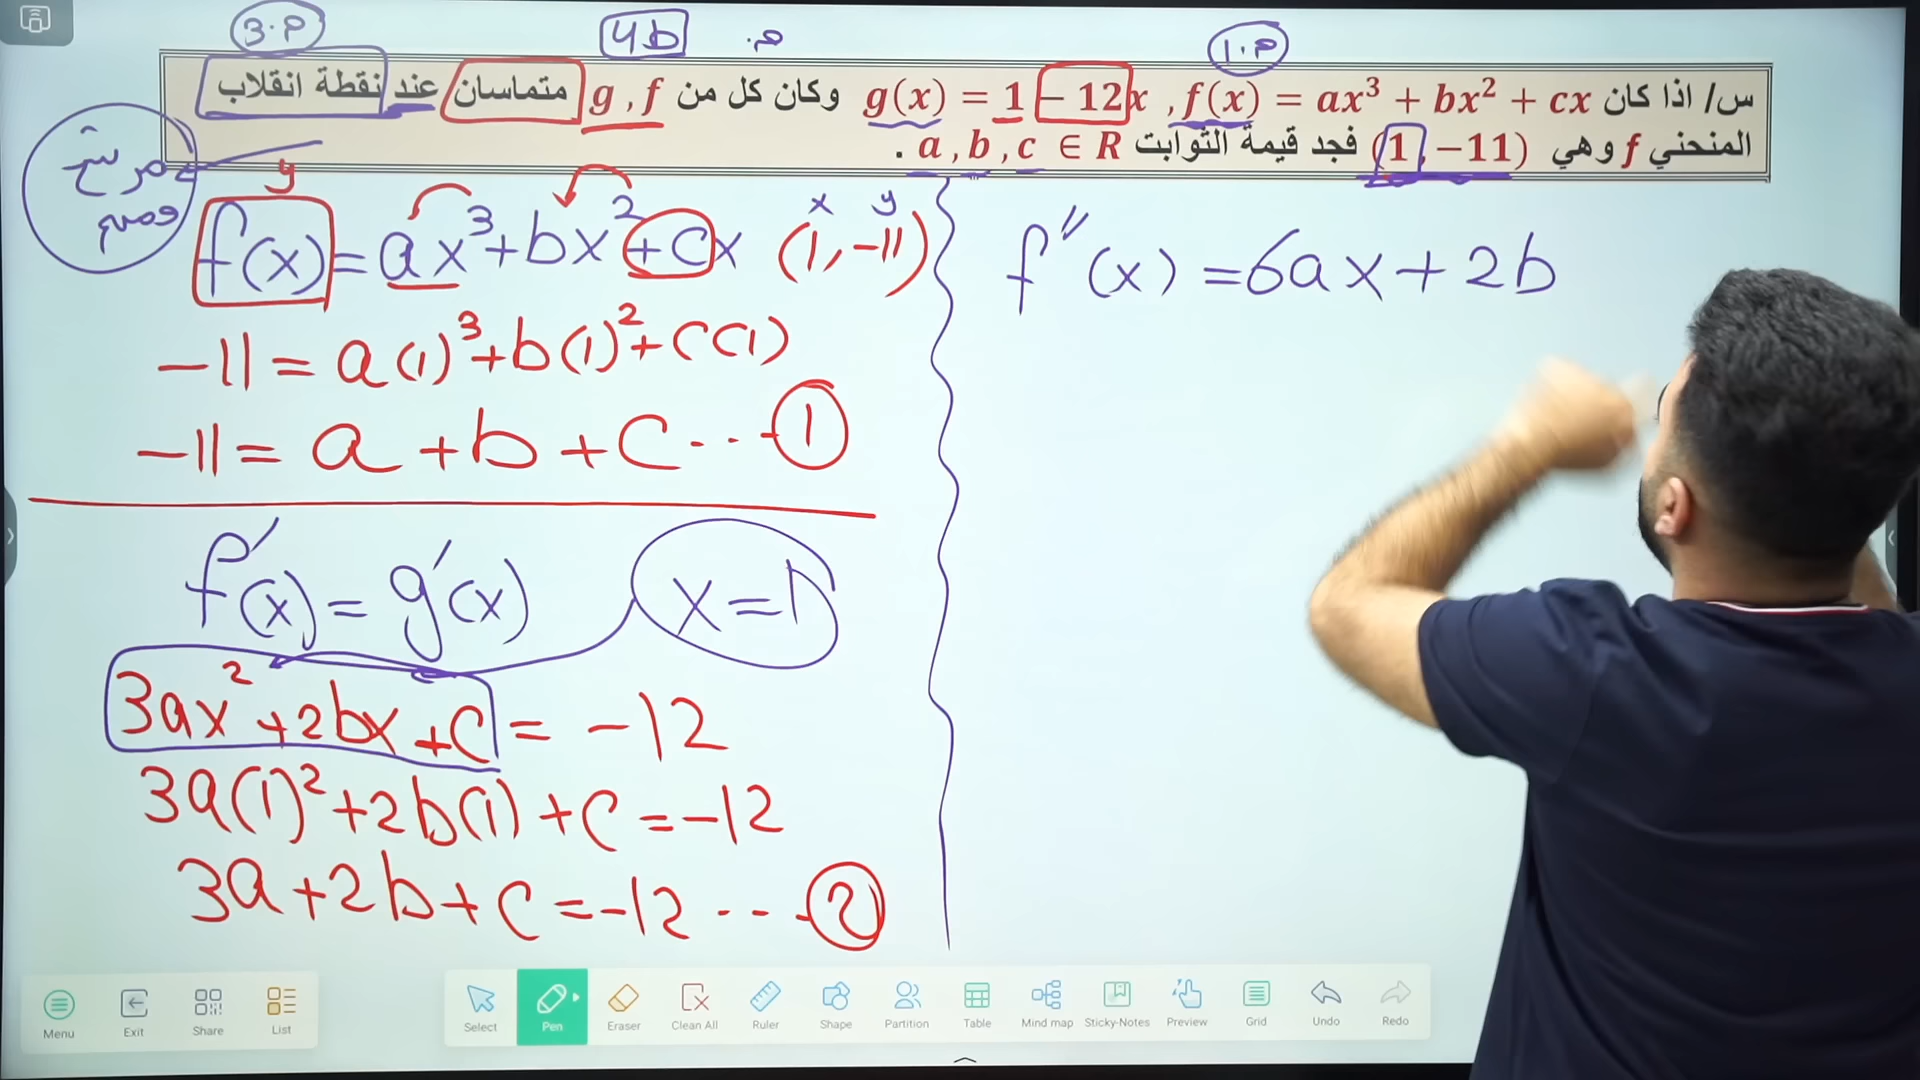 3.م 4b م. 1.م
س/ اذا كان f(x) = ax³ + bx² + cx , g(x) = 1 − 12x وكان كل من g , f متماسان عند نقطة انقلاب
المنحني f وهي (1, −11) فجد قيمة الثوابت a , b , c ∈ R .
y
f(x) = ax³ + bx² + cx (1, −11)
x y
−11 = a(1)³ + b(1)² + c(1)
−11 = a + b + c ... ①
f′(x) = g′(x) x = 1
3ax² + 2bx + c = −12
3a(1)² + 2b(1) + c = −12
3a + 2b + c = −12 ... ②
f″(x) = 6ax + 2b
Menu Exit Share List Select Pen Eraser Clean All Ruler Shape Partition Table Mind map Sticky-Notes Preview Grid Undo Redo